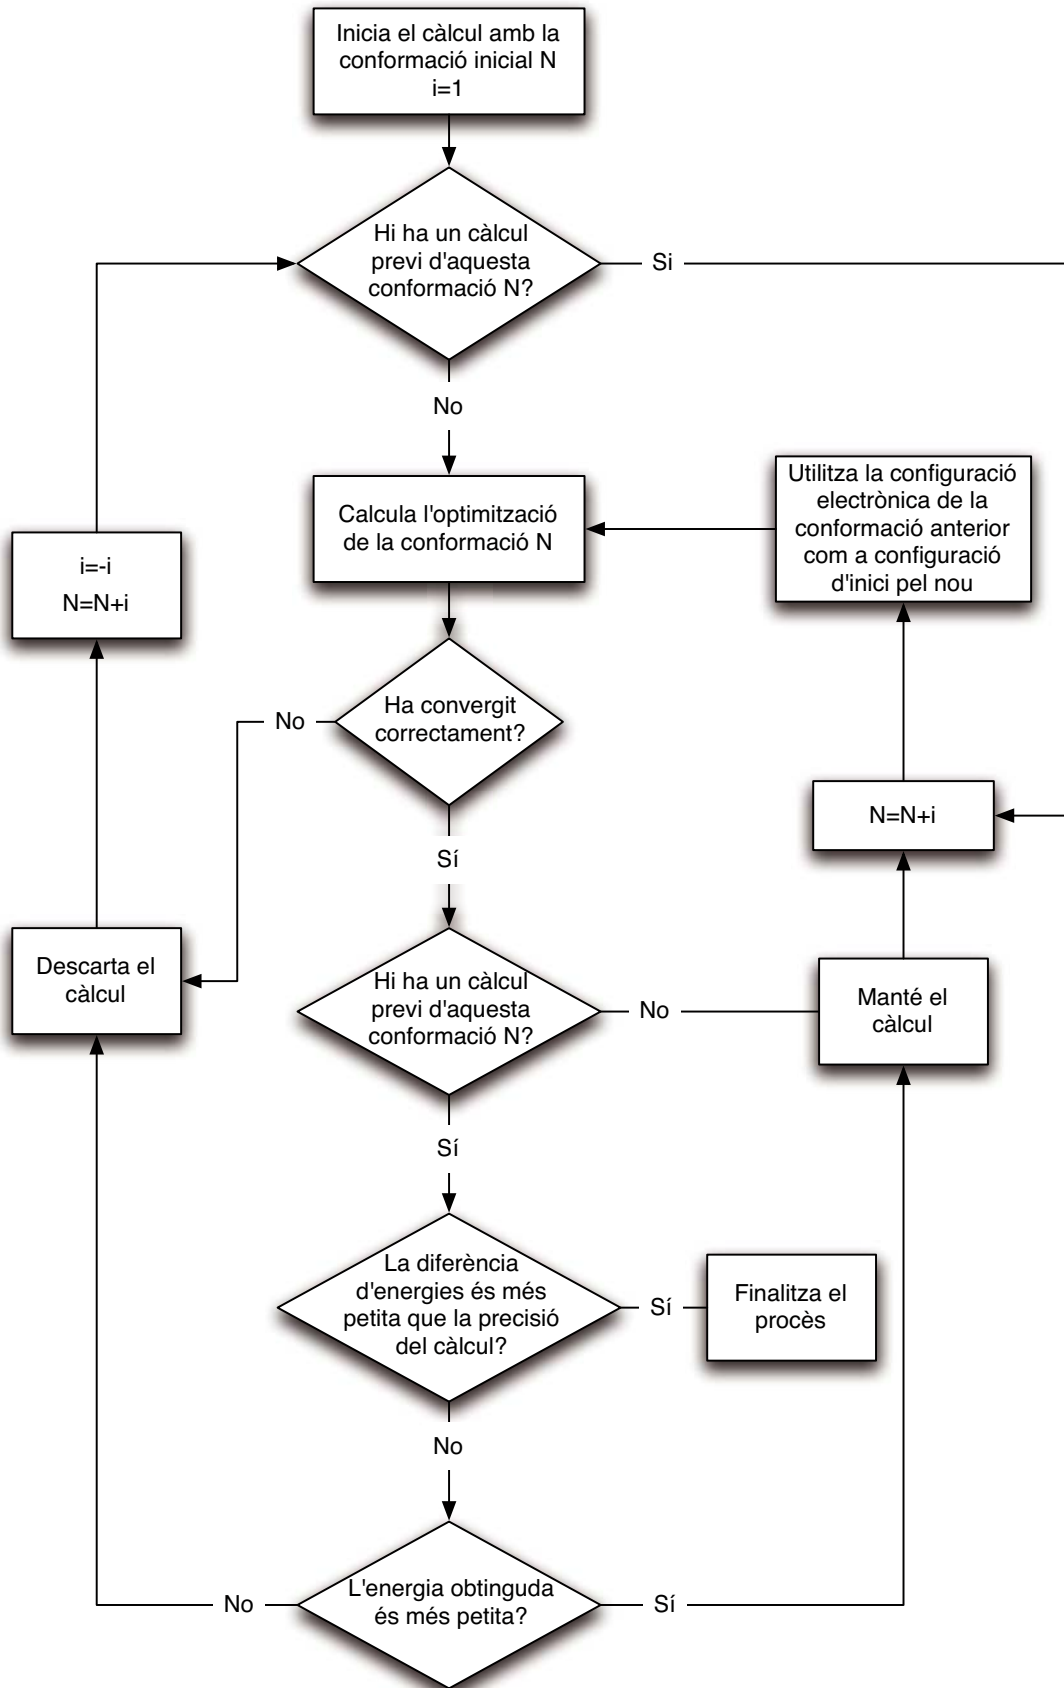 Inicia el càlcul amb la
conformació inicial N
i=1
Hi ha un càlcul
previ d'aquesta
conformació N?
Si
No
Calcula l'optimització
de la conformació N
Utilitza la configuració
electrònica de la
conformació anterior
com a configuració
d'inici pel nou
i=-i
N=N+i
Ha convergit
correctament?
No
Sí
N=N+i
Descarta el
càlcul
Hi ha un càlcul
previ d'aquesta
conformació N?
No
Manté el
càlcul
Sí
La diferència
d'energies és més
petita que la precisió
del càlcul?
Sí
Finalitza el
procès
No
L'energia obtinguda
és més petita?
No
Sí